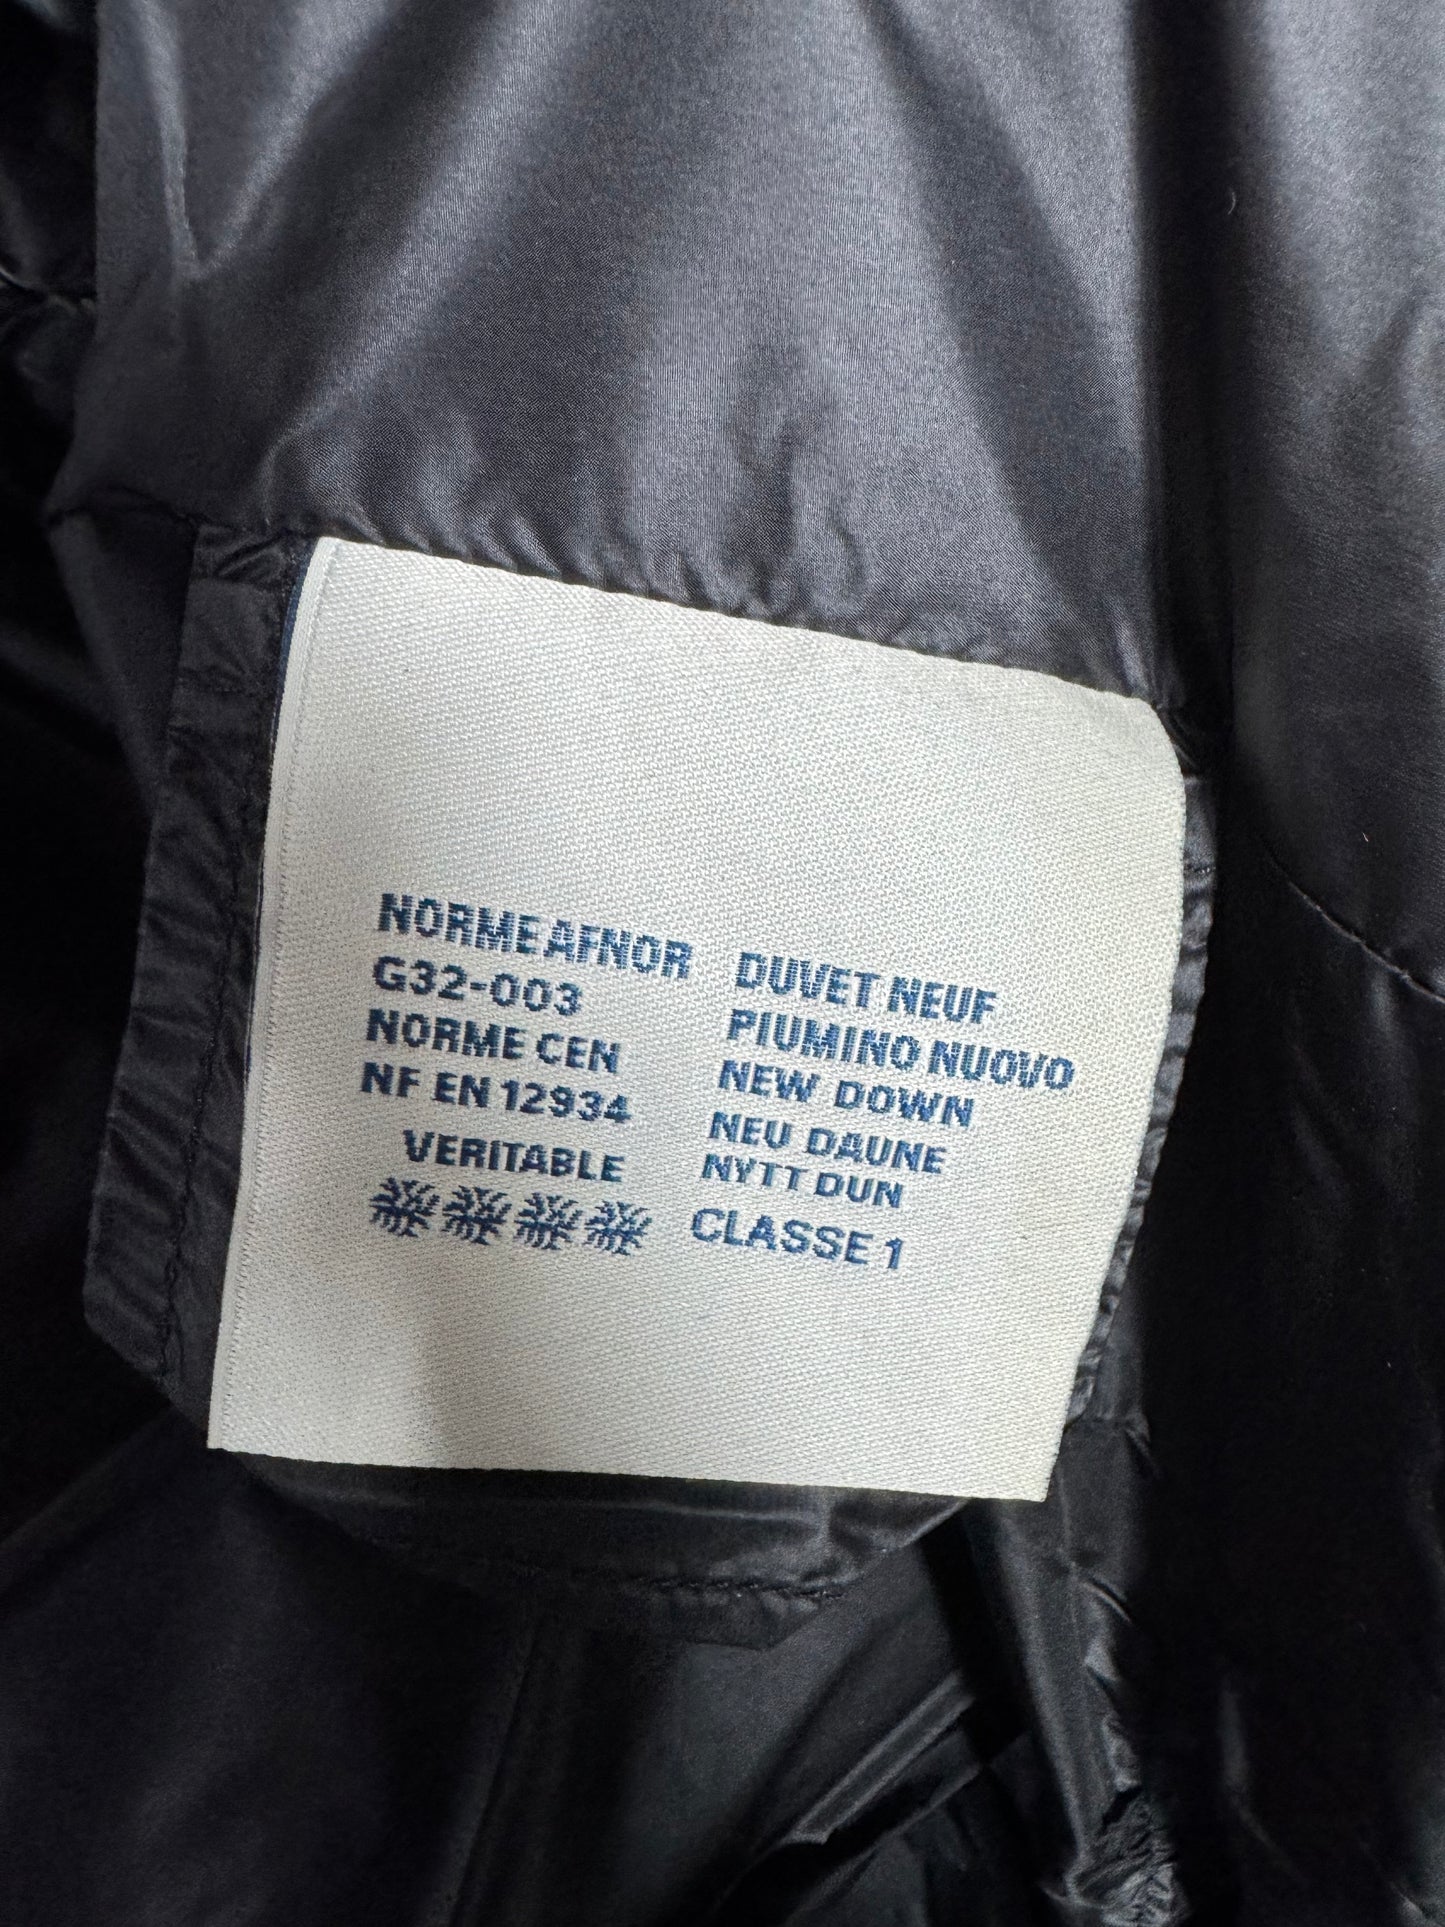 NORME AFNOR
G32-003
NORME CEN
NF EN 12934
VERITABLE
DUVET NEUF
PIUMINO NUOVO
NEW DOWN
NEU DAUNE
NYTT DUN
CLASSE 1